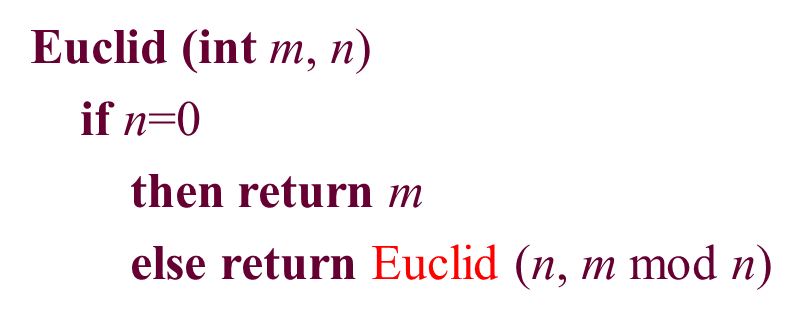 Euclid (int m, n)
if n=0
then return m
else return Euclid (n, m mod n)